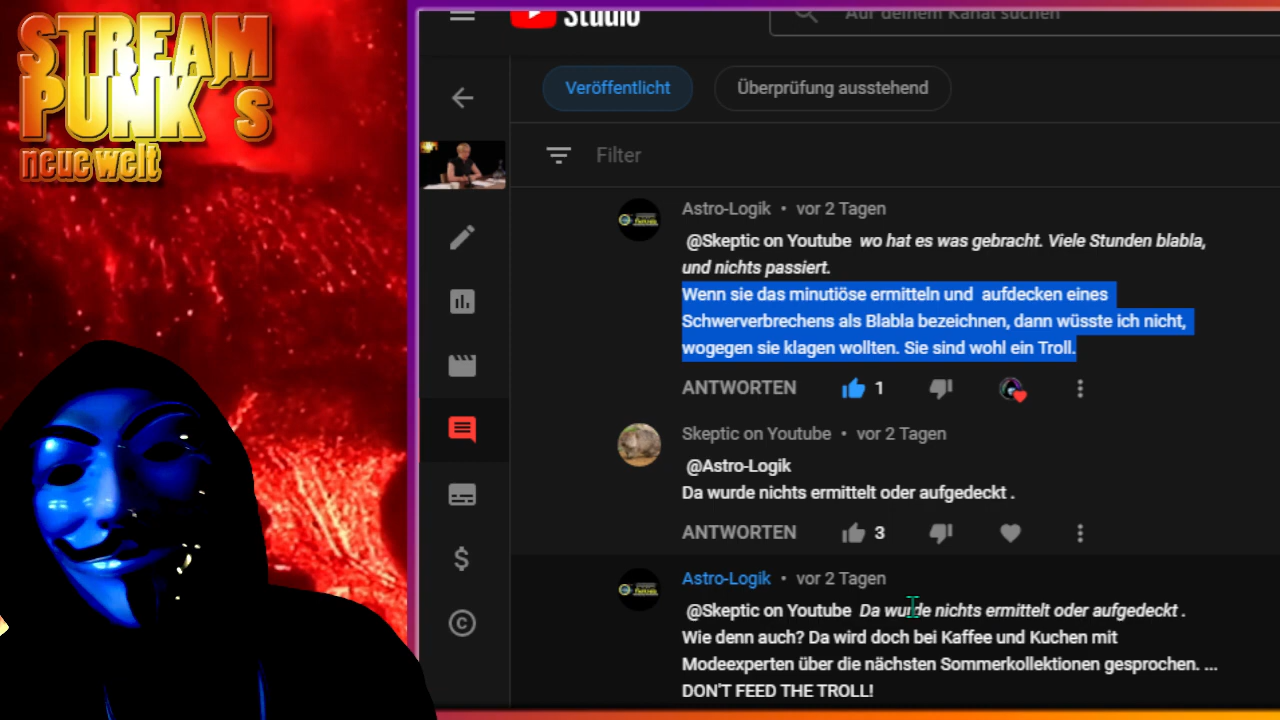 STREAM
PUNK´s
neue welt
Studio
Auf deinem Kanal suchen
Veröffentlicht
Überprüfung ausstehend
Filter
Astro-Logik • vor 2 Tagen
@Skeptic on Youtube wo hat es was gebracht. Viele Stunden blabla,
und nichts passiert.
Wenn sie das minutiöse ermitteln und aufdecken eines
Schwerverbrechens als Blabla bezeichnen, dann wüsste ich nicht,
wogegen sie klagen wollten. Sie sind wohl ein Troll.
ANTWORTEN 1
Skeptic on Youtube • vor 2 Tagen
@Astro-Logik
Da wurde nichts ermittelt oder aufgedeckt .
ANTWORTEN 3
Astro-Logik • vor 2 Tagen
@Skeptic on Youtube Da wurde nichts ermittelt oder aufgedeckt .
Wie denn auch? Da wird doch bei Kaffee und Kuchen mit
Modeexperten über die nächsten Sommerkollektionen gesprochen. ...
DON'T FEED THE TROLL!